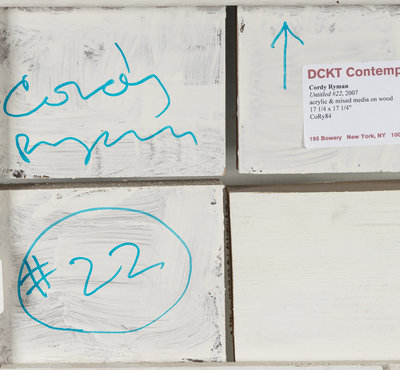 Cordy
Ryman
DCKT Contemp
Cordy Ryman
Untitled #22, 2007
acrylic & mixed media on wood
17 1/4 x 17 1/4"
CoRy84
195 Bowery New York, NY 100
#22